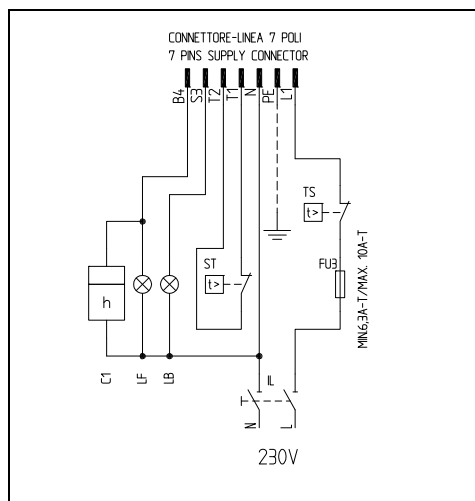 CONNETTORE-LINEA 7 POLI
7 PINS SUPPLY CONNECTOR
B4
S3
T2
T1
N
PE
L1
TS
t>
FU3
MIN.6,3A-T/MAX. 10A-T
ST
t>
h
C1
LF
LB
IL
N
L
230V